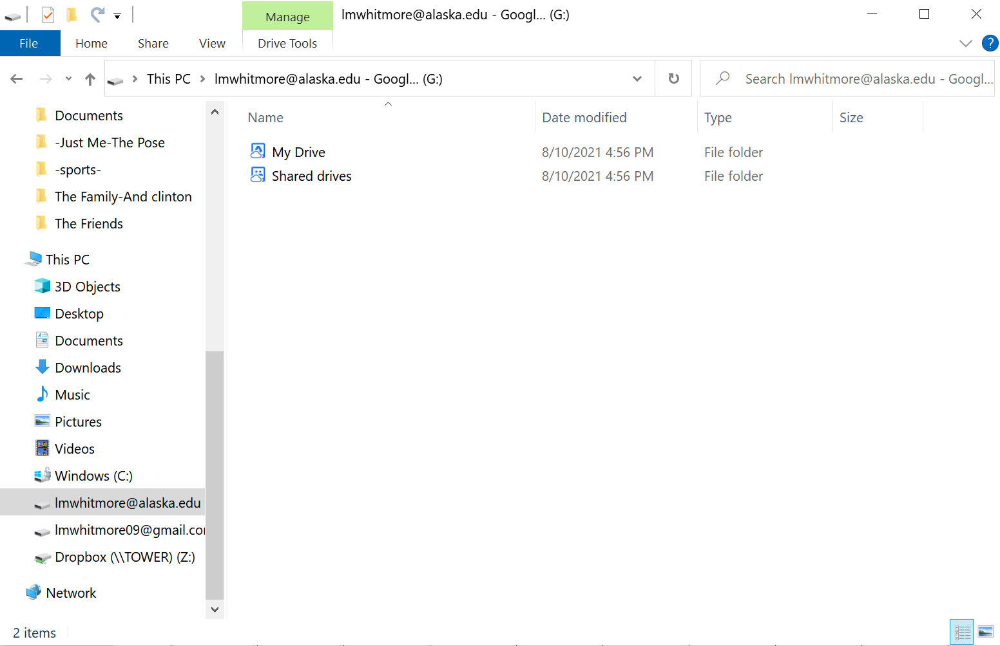 Manage
lmwhitmore@alaska.edu - Googl... (G:)
File
Home
Share
View
Drive Tools
?
This PC
lmwhitmore@alaska.edu - Googl... (G:)
Search lmwhitmore@alaska.edu - Googl...
Documents
-Just Me-The Pose
-sports-
The Family-And clinton
The Friends
This PC
3D Objects
Desktop
Documents
Downloads
Music
Pictures
Videos
Windows (C:)
lmwhitmore@alaska.edu
lmwhitmore09@gmail.co
Dropbox (\\TOWER) (Z:)
Network
Name
Date modified
Type
Size
My Drive
8/10/2021 4:56 PM
File folder
Shared drives
8/10/2021 4:56 PM
File folder
2 items